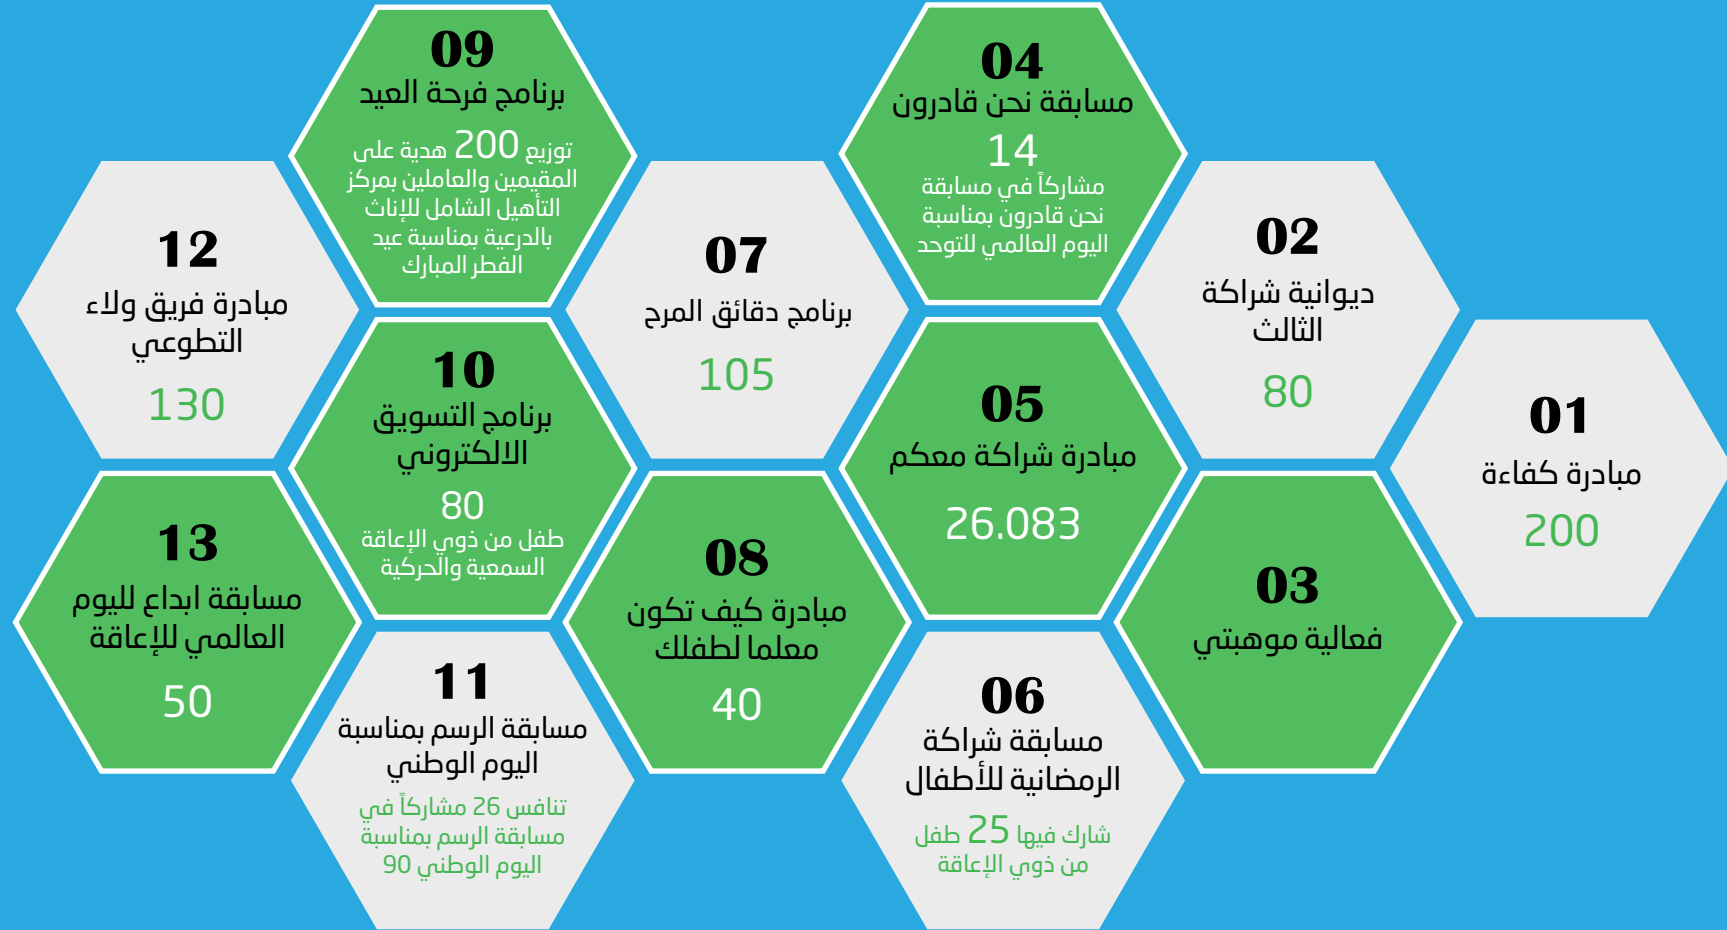 01
مبادرة كفاءة
200
02
ديوانية شراكة
الثالث
80
03
فعالية موهبتي
04
مسابقة نحن قادرون
14
مشاركاً في مسابقة
نحن قادرون بمناسبة
اليوم العالمي للتوحد
05
مبادرة شراكة معكم
26.083
06
مسابقة شراكة
الرمضانية للأطفال
شارك فيها 25 طفل
من ذوي الإعاقة
07
برنامج دقائق المرح
105
08
مبادرة كيف تكون
معلما لطفلك
40
09
برنامج فرحة العيد
توزيع 200 هدية على
المقيمين والعاملين بمركز
التأهيل الشامل للإناث
بالدرعية بمناسبة عيد
الفطر المبارك
10
برنامج التسويق
الالكتروني
80
طفل من ذوي الإعاقة
السمعية والحركية
11
مسابقة الرسم بمناسبة
اليوم الوطني
تنافس 26 مشاركاً في
مسابقة الرسم بمناسبة
اليوم الوطني 90
12
مبادرة فريق ولاء
التطوعي
130
13
مسابقة ابداع لليوم
العالمي للإعاقة
50